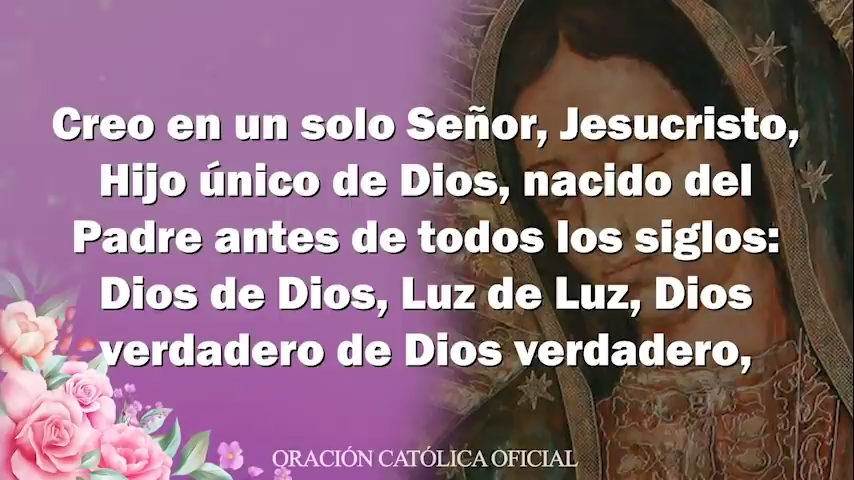 Creo en un solo Señor, Jesucristo,
Hijo único de Dios, nacido del
Padre antes de todos los siglos:
Dios de Dios, Luz de Luz, Dios
verdadero de Dios verdadero,
ORACIÓN CATÓLICA OFICIAL